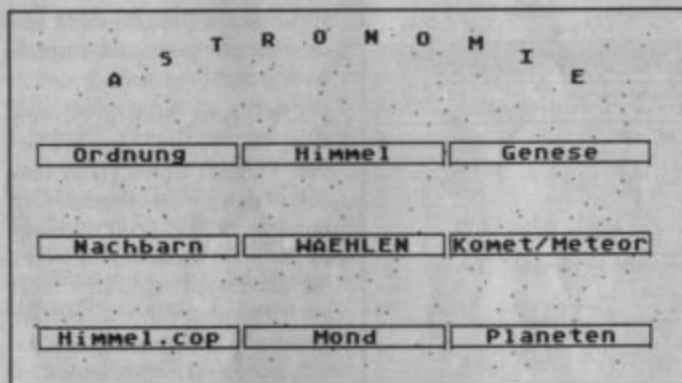 ASTRONOMIE
Ordnung Himmel Genese
Nachbarn WAEHLEN Komet/Meteor
Himmel.cop Mond Planeten